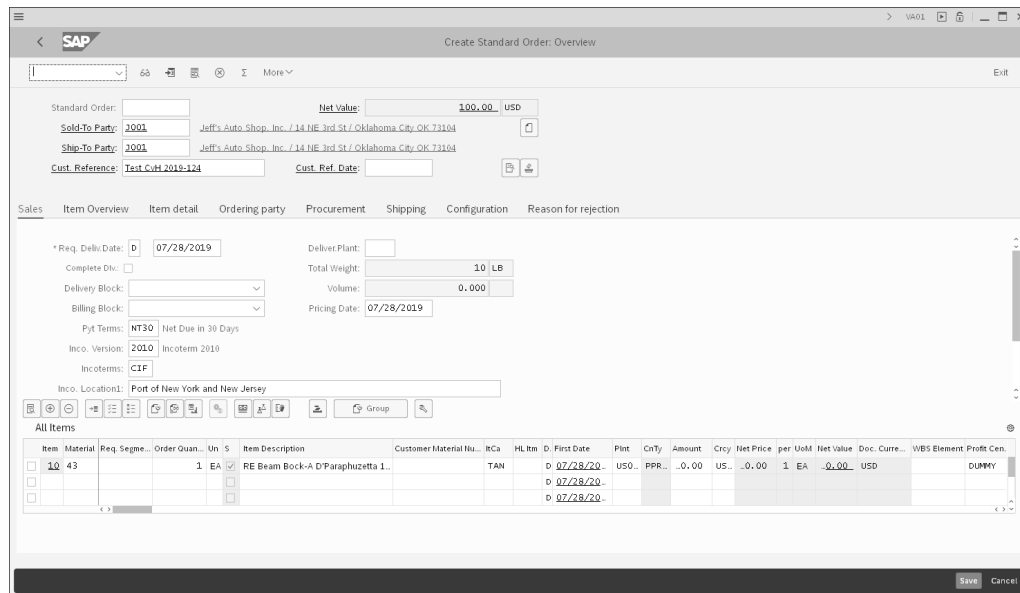 VA01
SAP
Create Standard Order: Overview
More
Exit
Standard Order:
Net Value: 100.00 USD
Sold-To Party: J001 Jeff's Auto Shop. Inc. / 14 NE 3rd St / Oklahoma City OK 73104
Ship-To Party: J001 Jeff's Auto Shop. Inc. / 14 NE 3rd St / Oklahoma City OK 73104
Cust. Reference: Test CvH 2019-124 Cust. Ref. Date:
Sales Item Overview Item detail Ordering party Procurement Shipping Configuration Reason for rejection
* Req. Deliv.Date: D 07/28/2019 Deliver.Plant:
Complete Dlv.: Total Weight: 10 LB
Delivery Block: Volume: 0.000
Billing Block: Pricing Date: 07/28/2019
Pyt Terms: NT30 Net Due in 30 Days
Inco. Version: 2010 Incoterm 2010
Incoterms: CIF
Inco. Location1: Port of New York and New Jersey
Group
All Items
Item Material Req. Segme... Order Quan... Un S Item Description Customer Material Nu... ItCa HL Itm D. First Date Plnt CnTy Amount Crcy Net Price per UoM Net Value Doc. Curre... WBS Element Profit Cen.
10 43 1 EA RE Beam Bock-A D'Paraphuzetta 1... TAN D 07/28/20.. US0.. PPR.. ..0.00 US.. ..0.00 1 EA ..0.00 USD DUMMY
D 07/28/20..
D 07/28/20..
Save Cancel